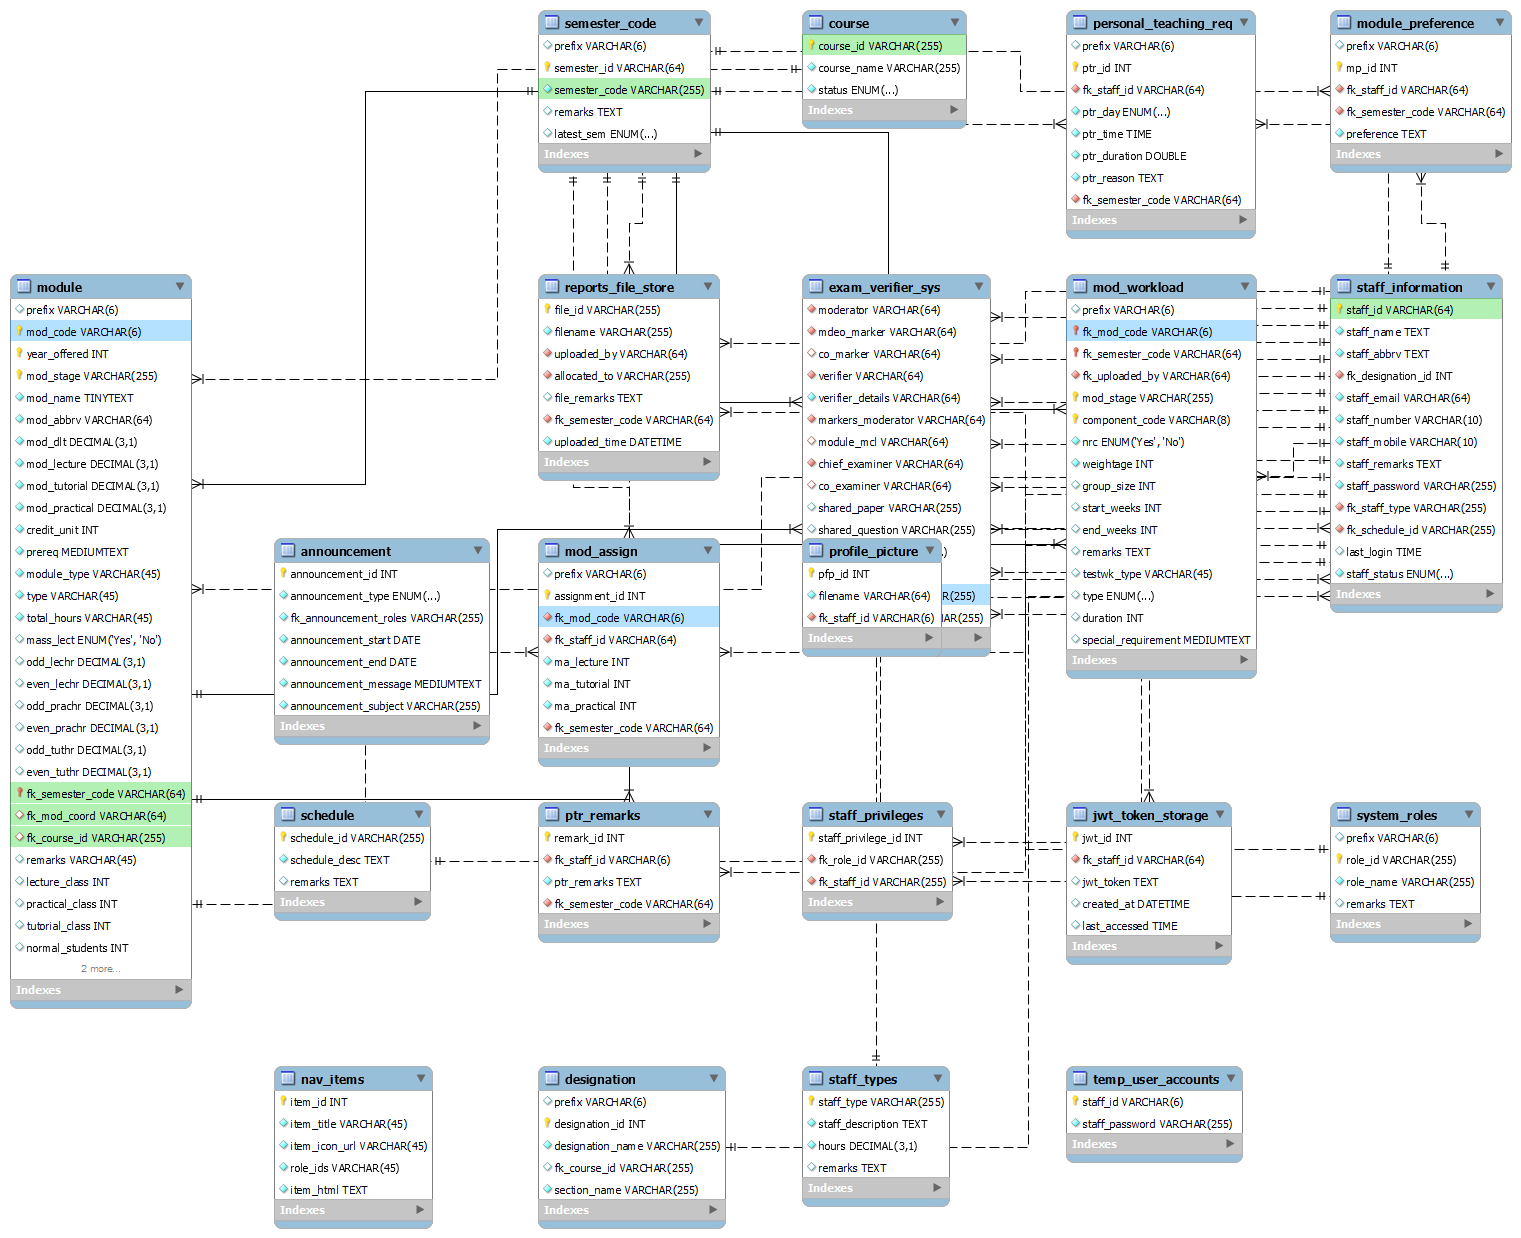 semester_code
prefix VARCHAR(6)
semester_id VARCHAR(64)
semester_code VARCHAR(255)
remarks TEXT
latest_sem ENUM(...)
Indexes
course
course_id VARCHAR(255)
course_name VARCHAR(255)
status ENUM(...)
Indexes
personal_teaching_req
prefix VARCHAR(6)
ptr_id INT
fk_staff_id VARCHAR(64)
ptr_day ENUM(...)
ptr_time TIME
ptr_duration DOUBLE
ptr_reason TEXT
fk_semester_code VARCHAR(64)
Indexes
module_preference
prefix VARCHAR(6)
mp_id INT
fk_staff_id VARCHAR(64)
fk_semester_code VARCHAR(64)
preference TEXT
Indexes
module
prefix VARCHAR(6)
mod_code VARCHAR(6)
year_offered INT
mod_stage VARCHAR(255)
mod_name TINYTEXT
mod_abbrv VARCHAR(64)
mod_dlt DECIMAL(3,1)
mod_lecture DECIMAL(3,1)
mod_tutorial DECIMAL(3,1)
mod_practical DECIMAL(3,1)
credit_unit INT
prereq MEDIUMTEXT
module_type VARCHAR(45)
type VARCHAR(45)
total_hours VARCHAR(45)
mass_lect ENUM('Yes', 'No')
odd_lechr DECIMAL(3,1)
even_lechr DECIMAL(3,1)
odd_prachr DECIMAL(3,1)
even_prachr DECIMAL(3,1)
odd_tuthr DECIMAL(3,1)
even_tuthr DECIMAL(3,1)
fk_semester_code VARCHAR(64)
fk_mod_coord VARCHAR(64)
fk_course_id VARCHAR(255)
remarks VARCHAR(45)
lecture_class INT
practical_class INT
tutorial_class INT
normal_students INT
2 more...
Indexes
reports_file_store
file_id VARCHAR(255)
filename VARCHAR(255)
uploaded_by VARCHAR(64)
allocated_to VARCHAR(255)
file_remarks TEXT
fk_semester_code VARCHAR(64)
uploaded_time DATETIME
Indexes
exam_verifier_sys
moderator VARCHAR(64)
mdeo_marker VARCHAR(64)
co_marker VARCHAR(64)
verifier VARCHAR(64)
verifier_details VARCHAR(64)
markers_moderator VARCHAR(64)
module_mcl VARCHAR(64)
chief_examiner VARCHAR(64)
co_examiner VARCHAR(64)
shared_paper VARCHAR(255)
shared_question VARCHAR(255)
.)
R(255)
HAR(255)
mod_workload
prefix VARCHAR(6)
fk_mod_code VARCHAR(6)
fk_semester_code VARCHAR(64)
fk_uploaded_by VARCHAR(64)
mod_stage VARCHAR(255)
component_code VARCHAR(8)
nrc ENUM('Yes', 'No')
weightage INT
group_size INT
start_weeks INT
end_weeks INT
remarks TEXT
testwk_type VARCHAR(45)
type ENUM(...)
duration INT
special_requirement MEDIUMTEXT
Indexes
staff_information
staff_id VARCHAR(64)
staff_name TEXT
staff_abbrv TEXT
fk_designation_id INT
staff_email VARCHAR(64)
staff_number VARCHAR(10)
staff_mobile VARCHAR(10)
staff_remarks TEXT
staff_password VARCHAR(255)
fk_staff_type VARCHAR(255)
fk_schedule_id VARCHAR(255)
last_login TIME
staff_status ENUM(...)
Indexes
announcement
announcement_id INT
announcement_type ENUM(...)
fk_announcement_roles VARCHAR(255)
announcement_start DATE
announcement_end DATE
announcement_message MEDIUMTEXT
announcement_subject VARCHAR(255)
Indexes
mod_assign
prefix VARCHAR(6)
assignment_id INT
fk_mod_code VARCHAR(6)
fk_staff_id VARCHAR(64)
ma_lecture INT
ma_tutorial INT
ma_practical INT
fk_semester_code VARCHAR(64)
Indexes
profile_picture
pfp_id INT
filename VARCHAR(64)
fk_staff_id VARCHAR(6)
Indexes
schedule
schedule_id VARCHAR(255)
schedule_desc TEXT
remarks TEXT
Indexes
ptr_remarks
remark_id INT
fk_staff_id VARCHAR(6)
ptr_remarks TEXT
fk_semester_code VARCHAR(64)
Indexes
staff_privileges
staff_privilege_id INT
fk_role_id VARCHAR(255)
fk_staff_id VARCHAR(255)
Indexes
jwt_token_storage
jwt_id INT
fk_staff_id VARCHAR(64)
jwt_token TEXT
created_at DATETIME
last_accessed TIME
Indexes
system_roles
prefix VARCHAR(6)
role_id VARCHAR(255)
role_name VARCHAR(255)
remarks TEXT
Indexes
nav_items
item_id INT
item_title VARCHAR(45)
item_icon_url VARCHAR(45)
role_ids VARCHAR(45)
item_html TEXT
Indexes
designation
prefix VARCHAR(6)
designation_id INT
designation_name VARCHAR(255)
fk_course_id VARCHAR(255)
section_name VARCHAR(255)
Indexes
staff_types
staff_type VARCHAR(255)
staff_description TEXT
hours DECIMAL(3,1)
remarks TEXT
Indexes
temp_user_accounts
staff_id VARCHAR(6)
staff_password VARCHAR(255)
Indexes